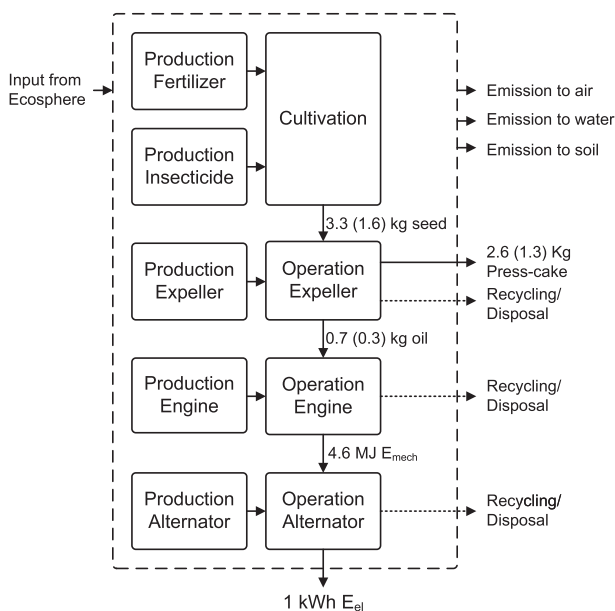 Production
Fertilizer
Input from
Ecosphere
Cultivation
Emission to air
Emission to water
Emission to soil
Production
Insecticide
3.3 (1.6) kg seed
Production
Expeller
Operation
Expeller
2.6 (1.3) Kg
Press-cake
Recycling/
Disposal
0.7 (0.3) kg oil
Production
Engine
Operation
Engine
Recycling/
Disposal
4.6 MJ Emech
Production
Alternator
Operation
Alternator
Recycling/
Disposal
1 kWh Eel